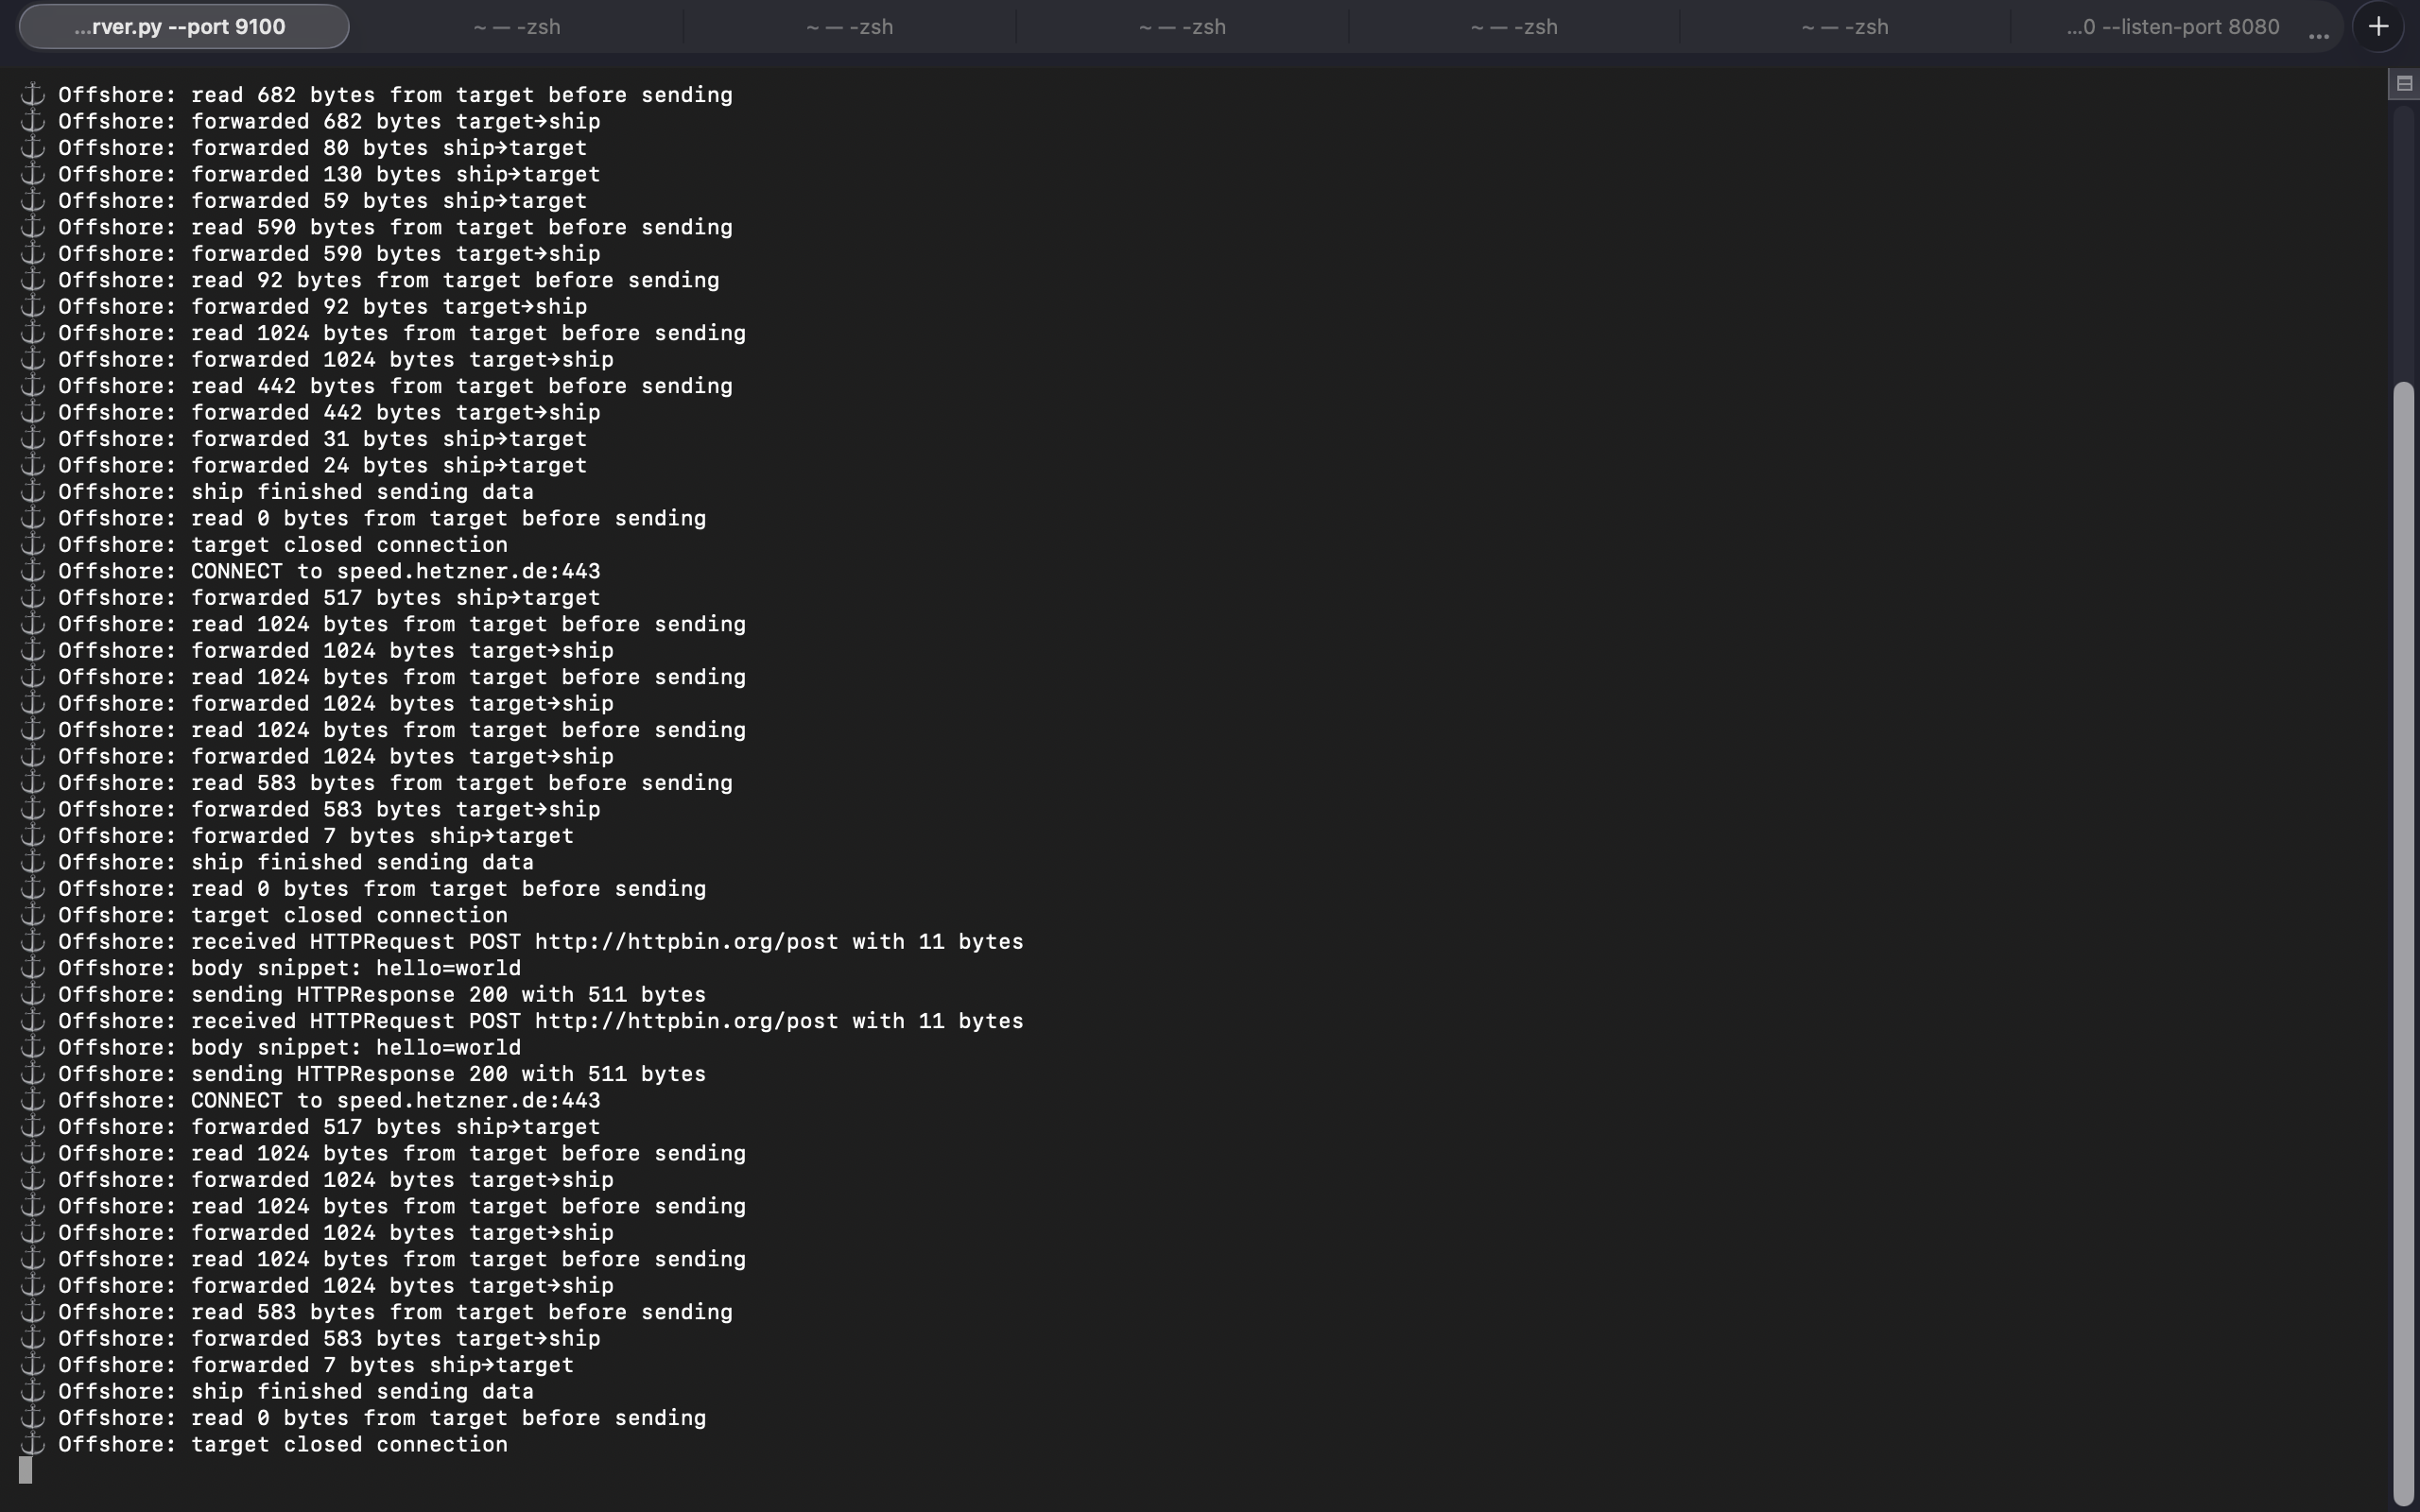 ...rver.py --port 9100
~ — -zsh
~ — -zsh
~ — -zsh
~ — -zsh
~ — -zsh
...0 --listen-port 8080
...
+
⚓ Offshore: read 682 bytes from target before sending
⚓ Offshore: forwarded 682 bytes target→ship
⚓ Offshore: forwarded 80 bytes ship→target
⚓ Offshore: forwarded 130 bytes ship→target
⚓ Offshore: forwarded 59 bytes ship→target
⚓ Offshore: read 590 bytes from target before sending
⚓ Offshore: forwarded 590 bytes target→ship
⚓ Offshore: read 92 bytes from target before sending
⚓ Offshore: forwarded 92 bytes target→ship
⚓ Offshore: read 1024 bytes from target before sending
⚓ Offshore: forwarded 1024 bytes target→ship
⚓ Offshore: read 442 bytes from target before sending
⚓ Offshore: forwarded 442 bytes target→ship
⚓ Offshore: forwarded 31 bytes ship→target
⚓ Offshore: forwarded 24 bytes ship→target
⚓ Offshore: ship finished sending data
⚓ Offshore: read 0 bytes from target before sending
⚓ Offshore: target closed connection
⚓ Offshore: CONNECT to speed.hetzner.de:443
⚓ Offshore: forwarded 517 bytes ship→target
⚓ Offshore: read 1024 bytes from target before sending
⚓ Offshore: forwarded 1024 bytes target→ship
⚓ Offshore: read 1024 bytes from target before sending
⚓ Offshore: forwarded 1024 bytes target→ship
⚓ Offshore: read 1024 bytes from target before sending
⚓ Offshore: forwarded 1024 bytes target→ship
⚓ Offshore: read 583 bytes from target before sending
⚓ Offshore: forwarded 583 bytes target→ship
⚓ Offshore: forwarded 7 bytes ship→target
⚓ Offshore: ship finished sending data
⚓ Offshore: read 0 bytes from target before sending
⚓ Offshore: target closed connection
⚓ Offshore: received HTTPRequest POST http://httpbin.org/post with 11 bytes
⚓ Offshore: body snippet: hello=world
⚓ Offshore: sending HTTPResponse 200 with 511 bytes
⚓ Offshore: received HTTPRequest POST http://httpbin.org/post with 11 bytes
⚓ Offshore: body snippet: hello=world
⚓ Offshore: sending HTTPResponse 200 with 511 bytes
⚓ Offshore: CONNECT to speed.hetzner.de:443
⚓ Offshore: forwarded 517 bytes ship→target
⚓ Offshore: read 1024 bytes from target before sending
⚓ Offshore: forwarded 1024 bytes target→ship
⚓ Offshore: read 1024 bytes from target before sending
⚓ Offshore: forwarded 1024 bytes target→ship
⚓ Offshore: read 1024 bytes from target before sending
⚓ Offshore: forwarded 1024 bytes target→ship
⚓ Offshore: read 583 bytes from target before sending
⚓ Offshore: forwarded 583 bytes target→ship
⚓ Offshore: forwarded 7 bytes ship→target
⚓ Offshore: ship finished sending data
⚓ Offshore: read 0 bytes from target before sending
⚓ Offshore: target closed connection